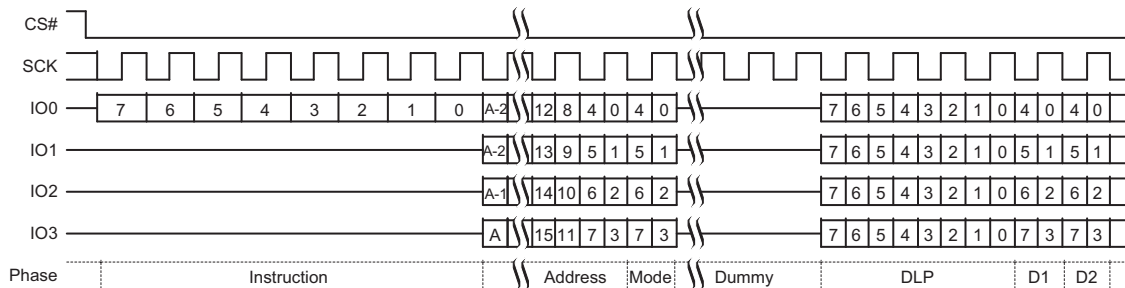 CS#
SCK
IO0 7 6 5 4 3 2 1 0 A-2 12 8 4 0 4 0 7 6 5 4 3 2 1 0 4 0 4 0
IO1 A-2 13 9 5 1 5 1 7 6 5 4 3 2 1 0 5 1 5 1
IO2 A-1 14 10 6 2 6 2 7 6 5 4 3 2 1 0 6 2 6 2
IO3 A 15 11 7 3 7 3 7 6 5 4 3 2 1 0 7 3 7 3
Phase Instruction Address Mode Dummy DLP D1 D2